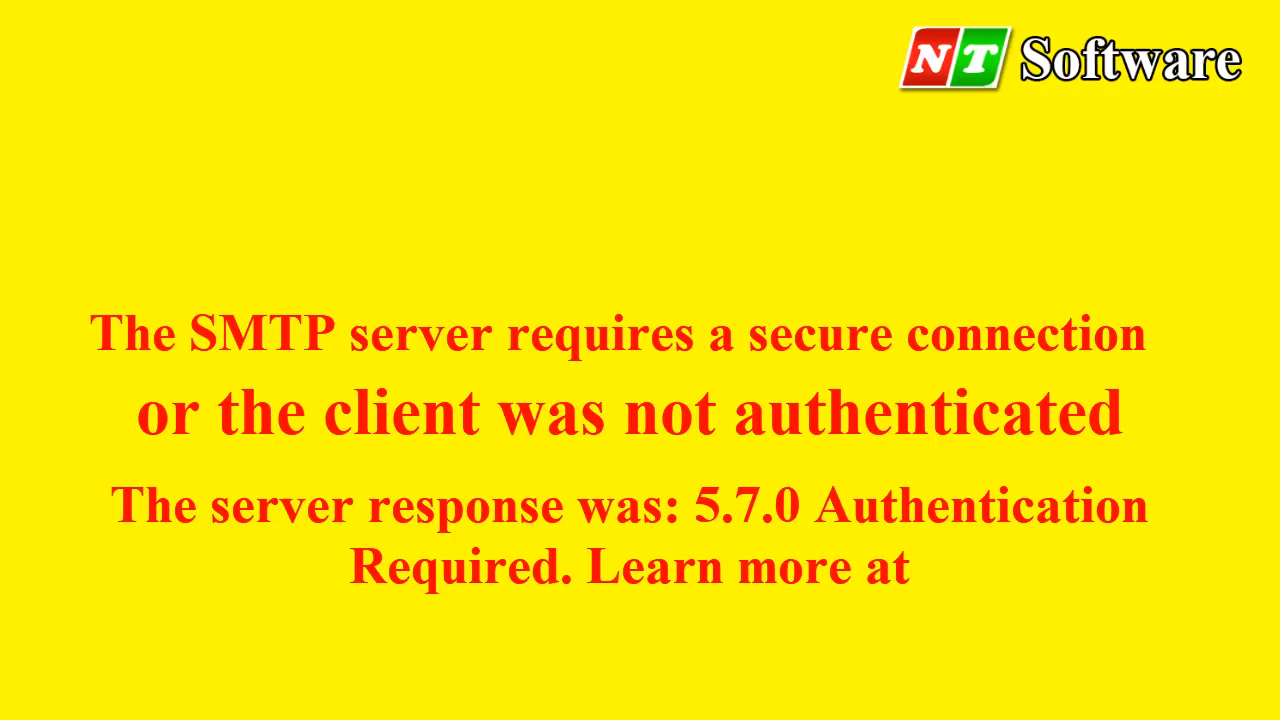 NT Software
The SMTP server requires a secure connection
or the client was not authenticated
The server response was: 5.7.0 Authentication
Required. Learn more at